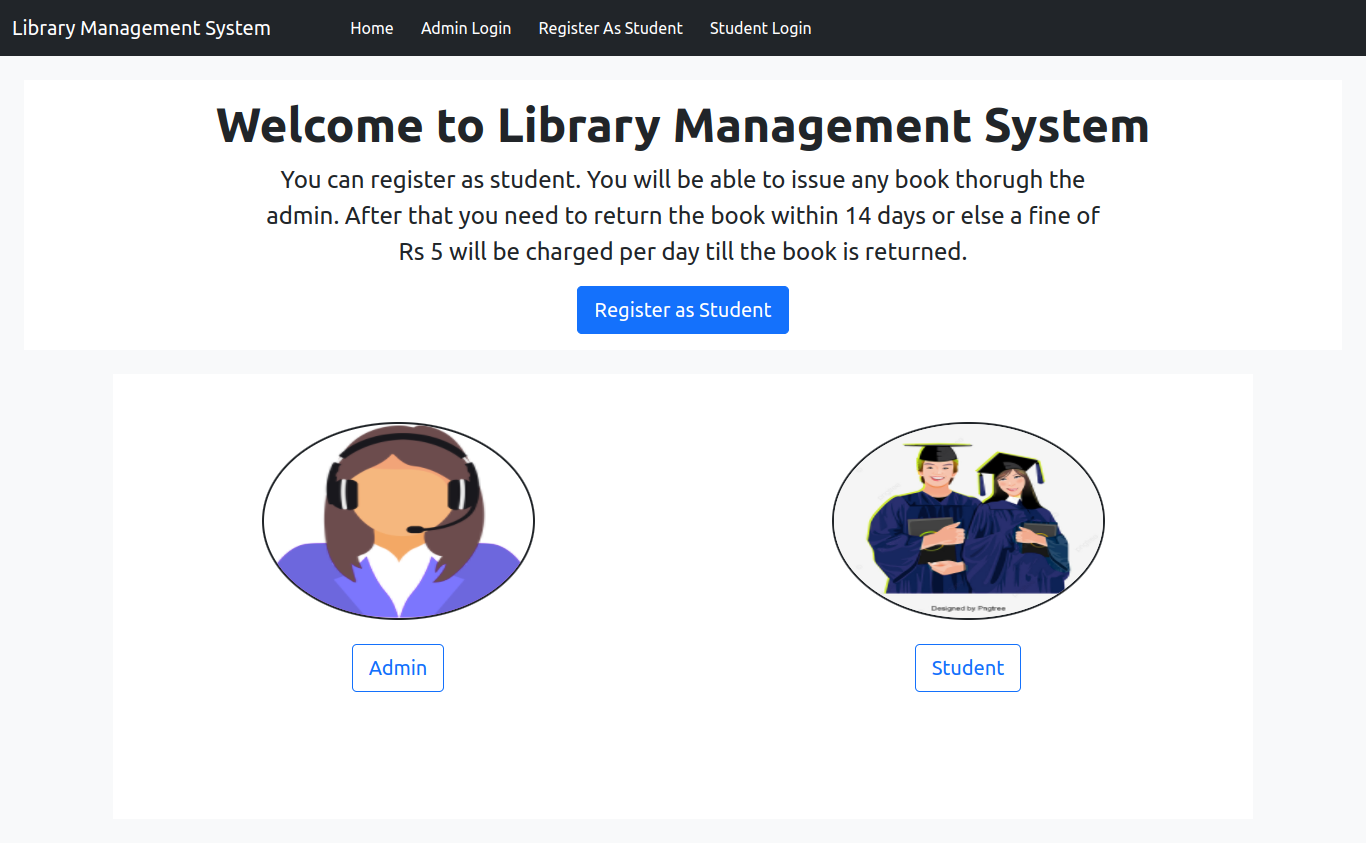 Library Management System Home Admin Login Register As Student Student Login
Welcome to Library Management System
You can register as student. You will be able to issue any book thorugh the
admin. After that you need to return the book within 14 days or else a fine of
Rs 5 will be charged per day till the book is returned.
Register as Student
Designed by Pngtree
Admin
Student